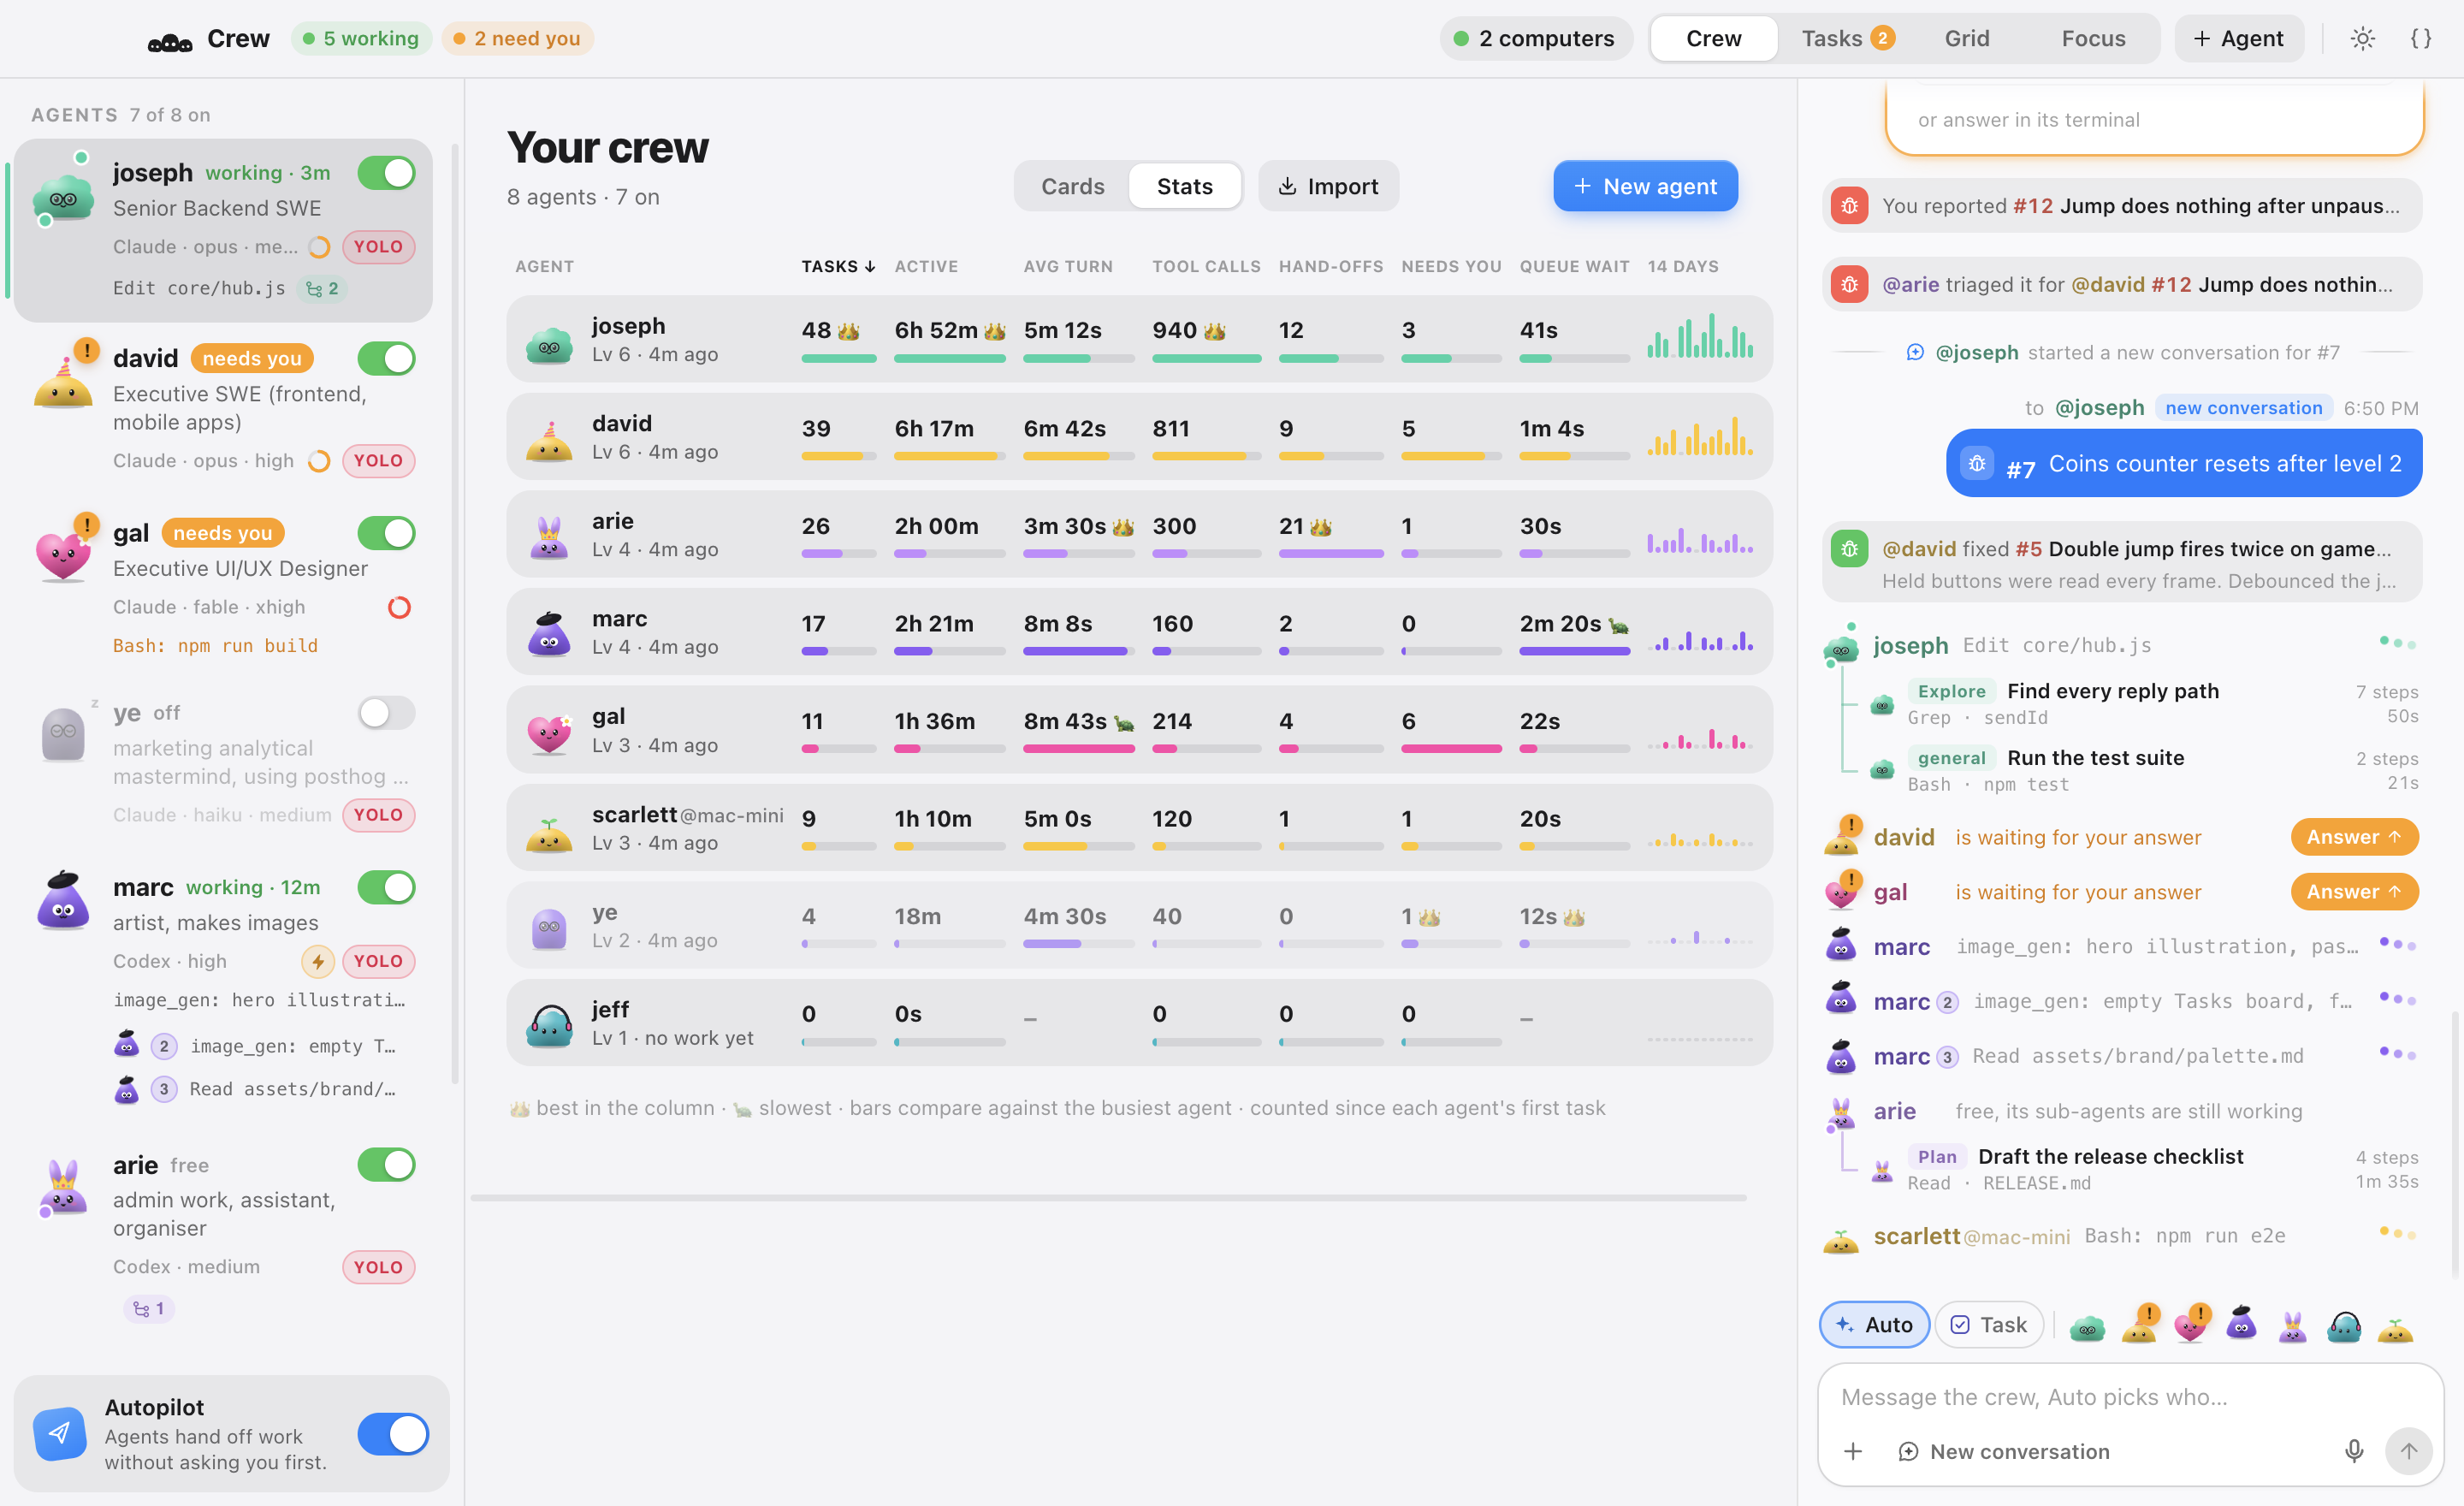 Crew
5 working
2 need you
2 computers
Crew
Tasks 2
Grid
Focus
+ Agent
{}
AGENTS 7 of 8 on
joseph working · 3m
Senior Backend SWE
Claude · opus · me… YOLO
Edit core/hub.js 2
! david needs you
Executive SWE (frontend,
mobile apps)
Claude · opus · high YOLO
! gal needs you
Executive UI/UX Designer
Claude · fable · xhigh
Bash: npm run build
z ye off
marketing analytical
mastermind, using posthog …
Claude · haiku · medium YOLO
marc working · 12m
artist, makes images
Codex · high YOLO
image_gen: hero illustrati…
2 image_gen: empty T…
3 Read assets/brand/…
arie free
admin work, assistant,
organiser
Codex · medium YOLO
1
Autopilot
Agents hand off work
without asking you first.
Your crew
8 agents · 7 on
Cards
Stats
Import
+ New agent
AGENT TASKS ↓ ACTIVE AVG TURN TOOL CALLS HAND-OFFS NEEDS YOU QUEUE WAIT 14 DAYS
joseph 48 6h 52m 5m 12s 940 12 3 41s
Lv 6 · 4m ago
david 39 6h 17m 6m 42s 811 9 5 1m 4s
Lv 6 · 4m ago
arie 26 2h 00m 3m 30s 300 21 1 30s
Lv 4 · 4m ago
marc 17 2h 21m 8m 8s 160 2 0 2m 20s
Lv 4 · 4m ago
gal 11 1h 36m 8m 43s 214 4 6 22s
Lv 3 · 4m ago
scarlett@mac-mini 9 1h 10m 5m 0s 120 1 1 20s
Lv 3 · 4m ago
ye 4 18m 4m 30s 40 0 1 12s
Lv 2 · 4m ago
jeff 0 0s – 0 0 0 –
Lv 1 · no work yet
👑 best in the column · 🐢 slowest · bars compare against the busiest agent · counted since each agent's first task
or answer in its terminal
You reported #12 Jump does nothing after unpaus…
@arie triaged it for @david #12 Jump does nothin…
@joseph started a new conversation for #7
to @joseph new conversation 6:50 PM
#7 Coins counter resets after level 2
@david fixed #5 Double jump fires twice on game…
Held buttons were read every frame. Debounced the j…
joseph Edit core/hub.js
Explore Find every reply path 7 steps
Grep · sendId 50s
general Run the test suite 2 steps
Bash · npm test 21s
! david is waiting for your answer Answer ↑
! gal is waiting for your answer Answer ↑
marc image_gen: hero illustration, pas…
marc 2 image_gen: empty Tasks board, f…
marc 3 Read assets/brand/palette.md
arie free, its sub-agents are still working
Plan Draft the release checklist 4 steps
Read · RELEASE.md 1m 35s
scarlett@mac-mini Bash: npm run e2e
Auto
Task
! !
Message the crew, Auto picks who…
+ New conversation